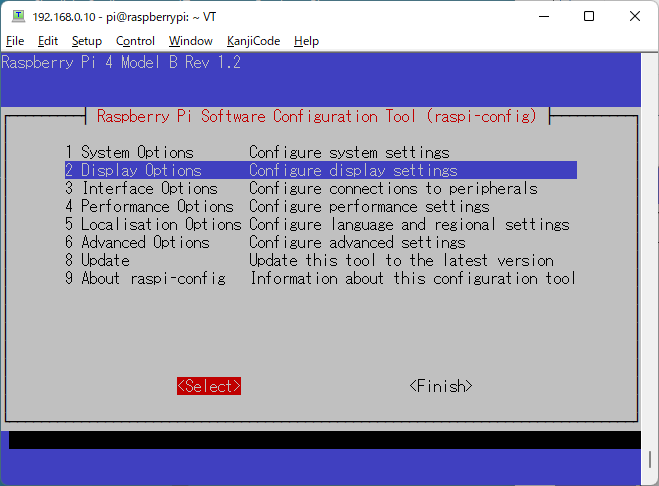 192.168.0.10 - pi@raspberrypi: ~ VT
File Edit Setup Control Window KanjiCode Help
Raspberry Pi 4 Model B Rev 1.2
Raspberry Pi Software Configuration Tool (raspi-config)
1 System Options Configure system settings
2 Display Options Configure display settings
3 Interface Options Configure connections to peripherals
4 Performance Options Configure performance settings
5 Localisation Options Configure language and regional settings
6 Advanced Options Configure advanced settings
8 Update Update this tool to the latest version
9 About raspi-config Information about this configuration tool
<Select> <Finish>